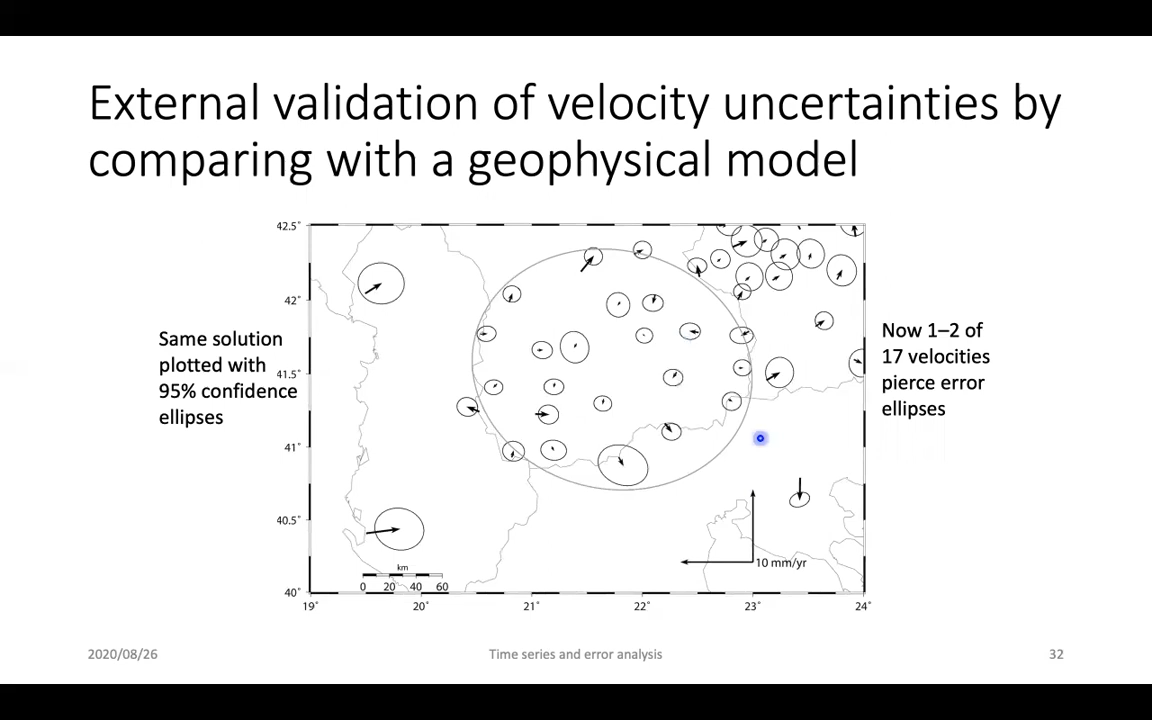 External validation of velocity uncertainties by
comparing with a geophysical model
42.5°
42°
41.5°
41°
40.5°
40°
19°
20°
21°
22°
23°
24°
km
0 20 40 60
10 mm/yr
Same solution
plotted with
95% confidence
ellipses
Now 1–2 of
17 velocities
pierce error
ellipses
2020/08/26
Time series and error analysis
32